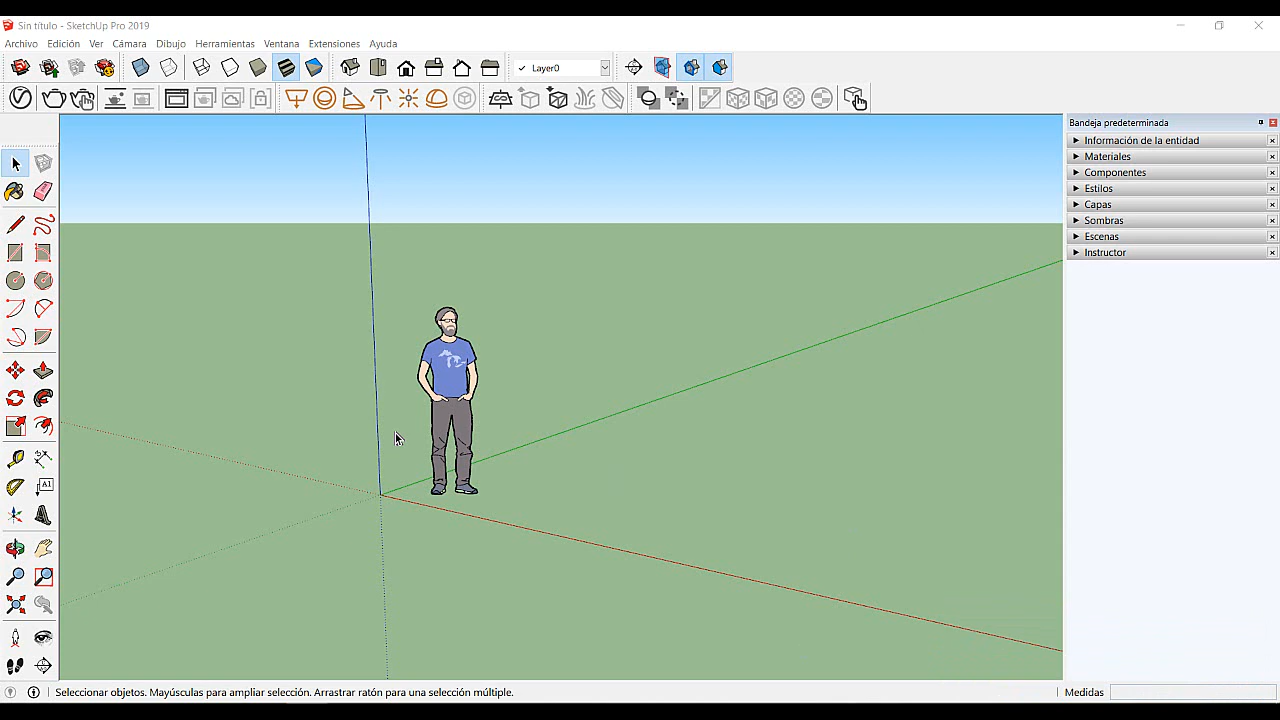 Sin título - SketchUp Pro 2019
Archivo Edición Ver Cámara Dibujo Herramientas Ventana Extensiones Ayuda
Layer0
Bandeja predeterminada
Información de la entidad
Materiales
Componentes
Estilos
Capas
Sombras
Escenas
Instructor
A1
Seleccionar objetos. Mayúsculas para ampliar selección. Arrastrar ratón para una selección múltiple.
Medidas